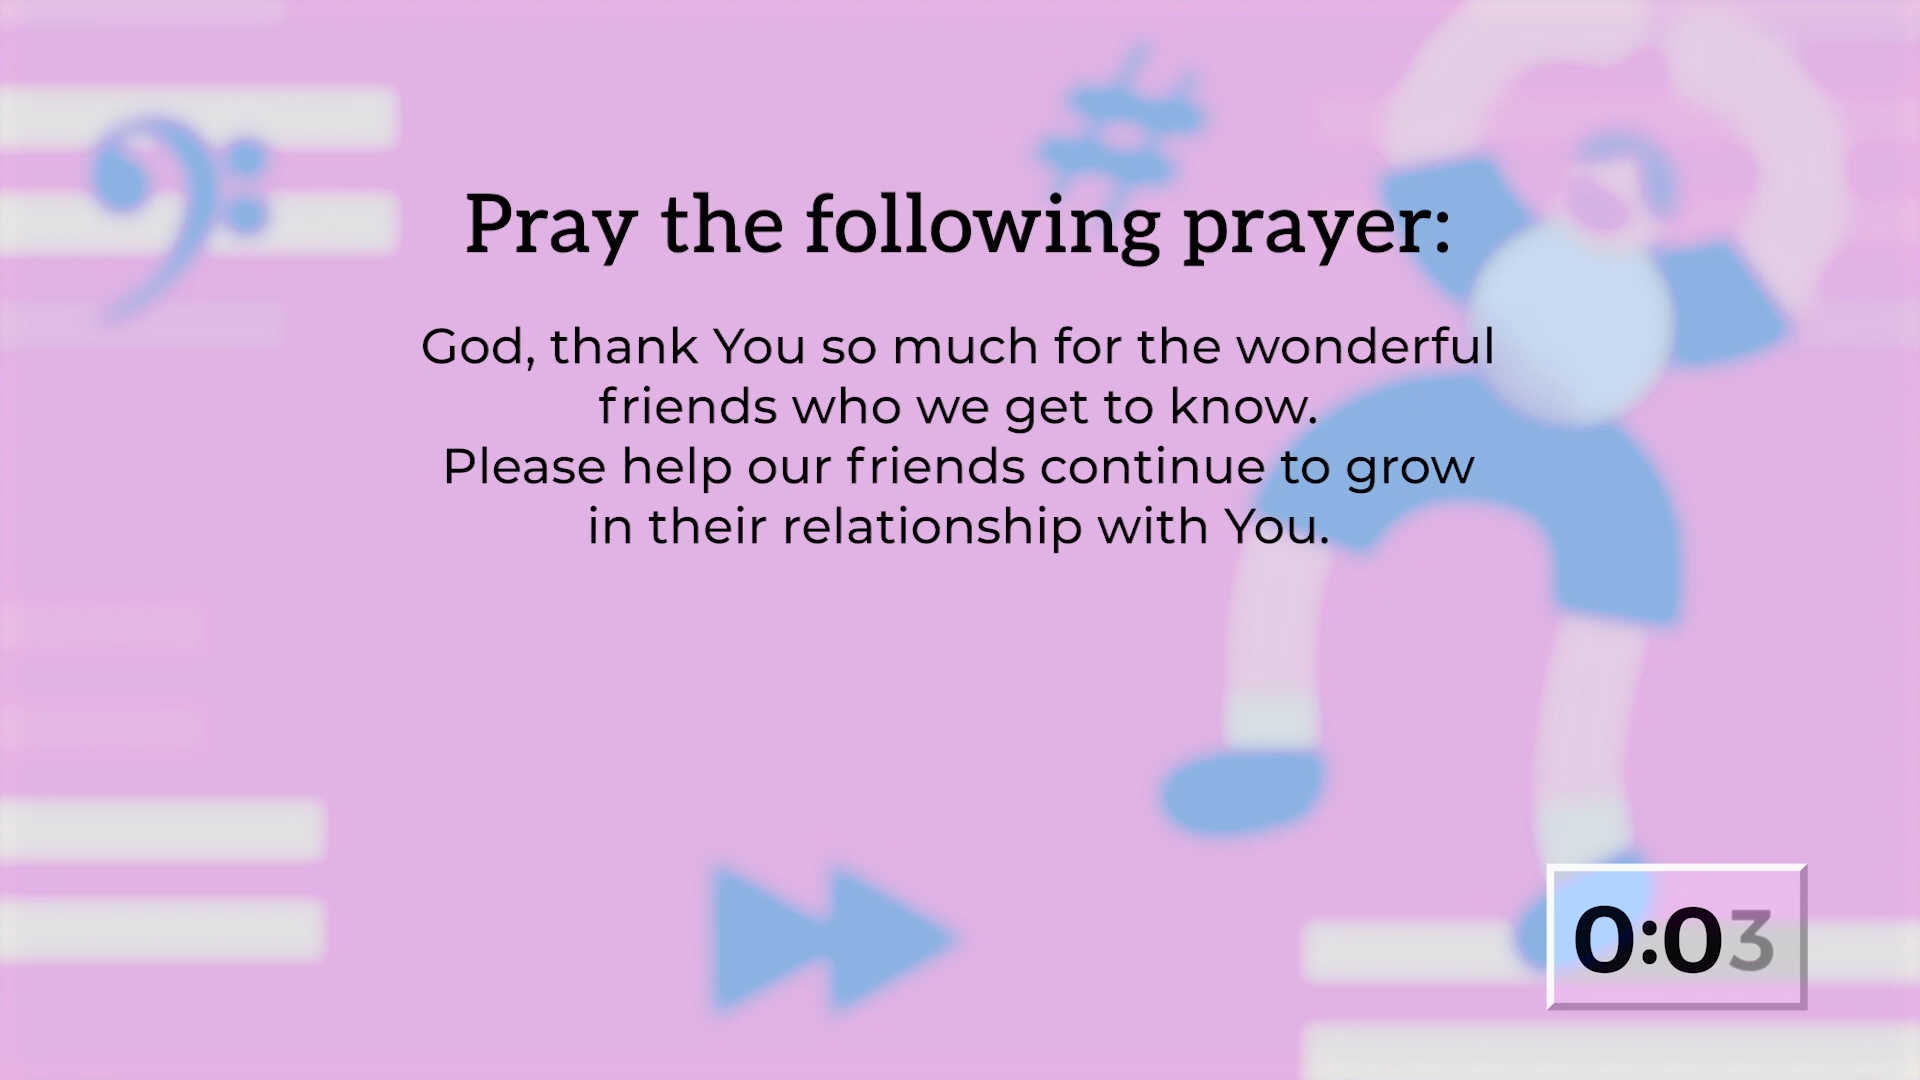 Pray the following prayer:
God, thank You so much for the wonderful
friends who we get to know.
Please help our friends continue to grow
in their relationship with You.
0:03